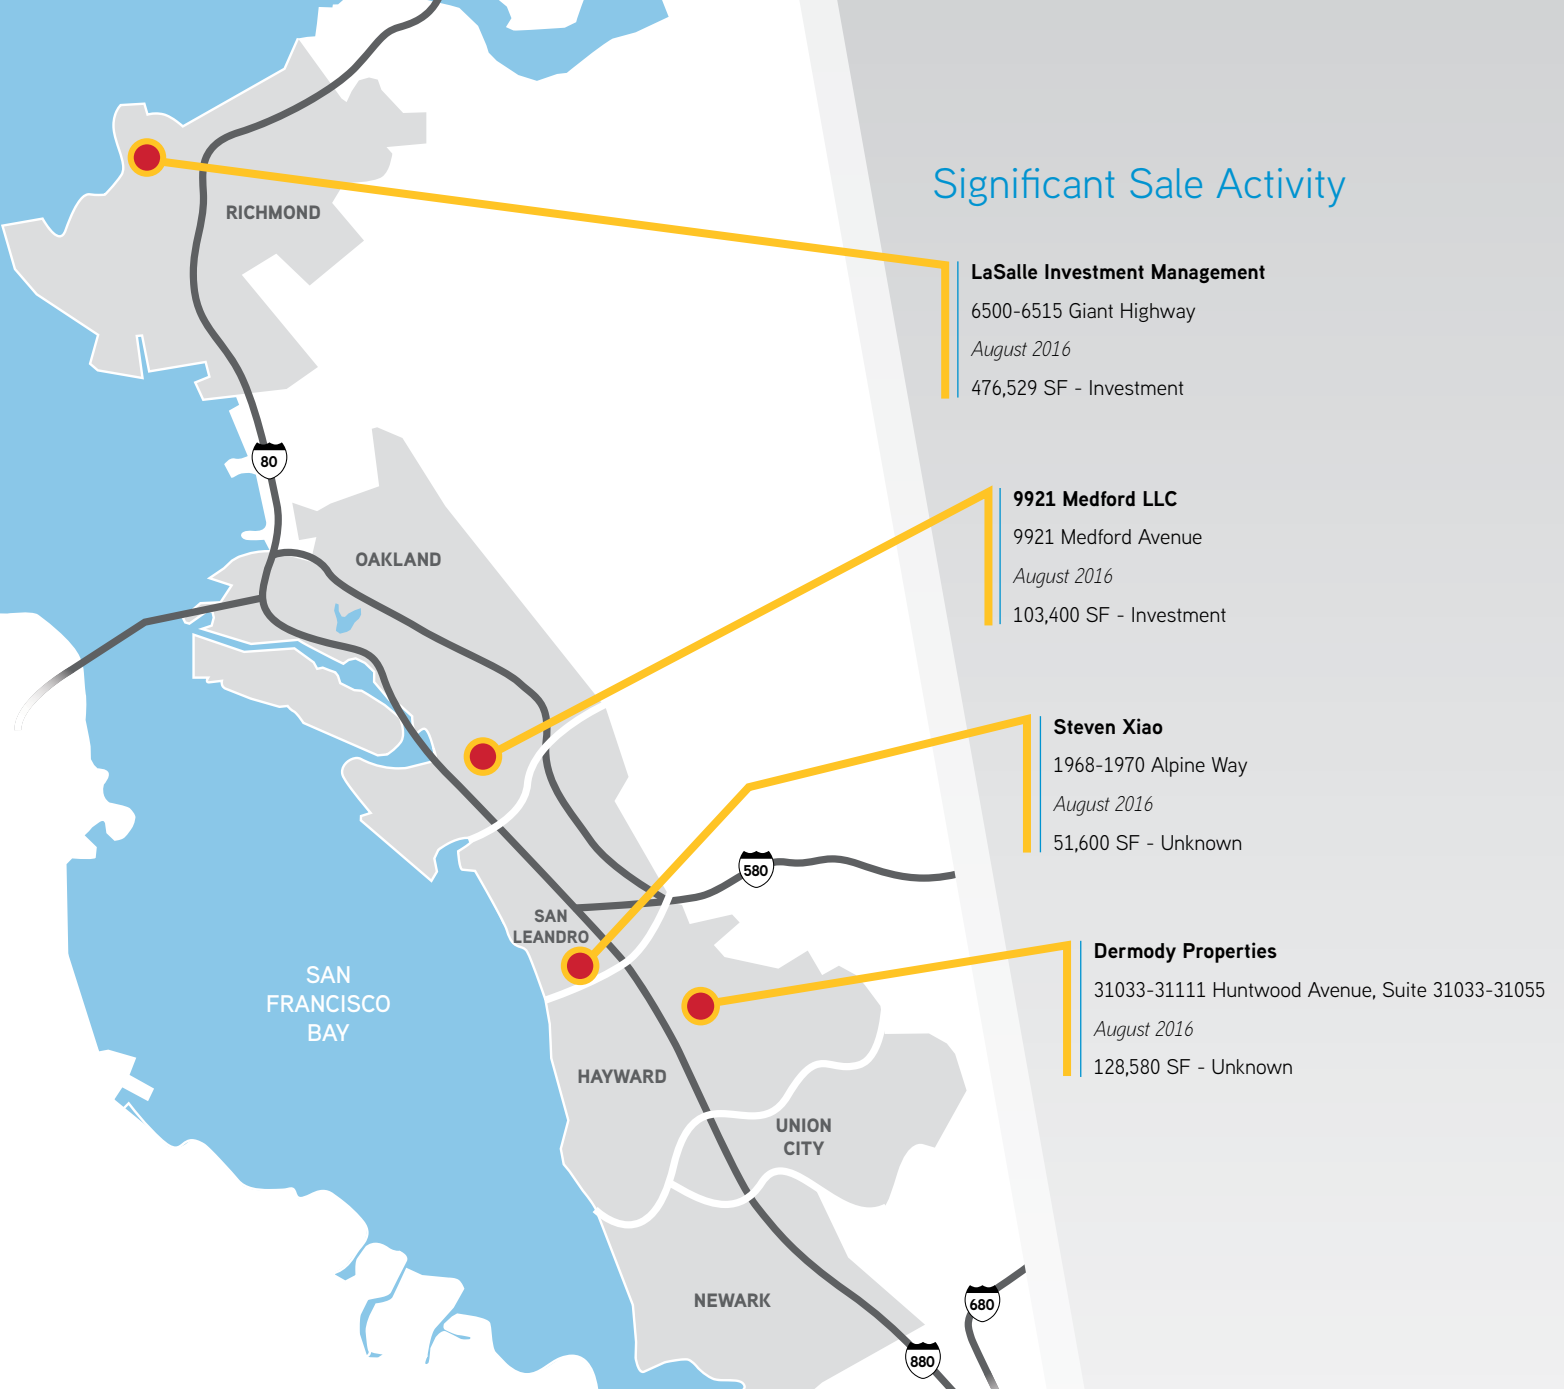 Significant Sale Activity
LaSalle Investment Management
6500-6515 Giant Highway
August 2016
476,529 SF - Investment
9921 Medford LLC
9921 Medford Avenue
August 2016
103,400 SF - Investment
Steven Xiao
1968-1970 Alpine Way
August 2016
51,600 SF - Unknown
Dermody Properties
31033-31111 Huntwood Avenue, Suite 31033-31055
August 2016
128,580 SF - Unknown
RICHMOND
80
OAKLAND
580
SAN
LEANDRO
SAN
FRANCISCO
BAY
HAYWARD
UNION
CITY
NEWARK
680
880